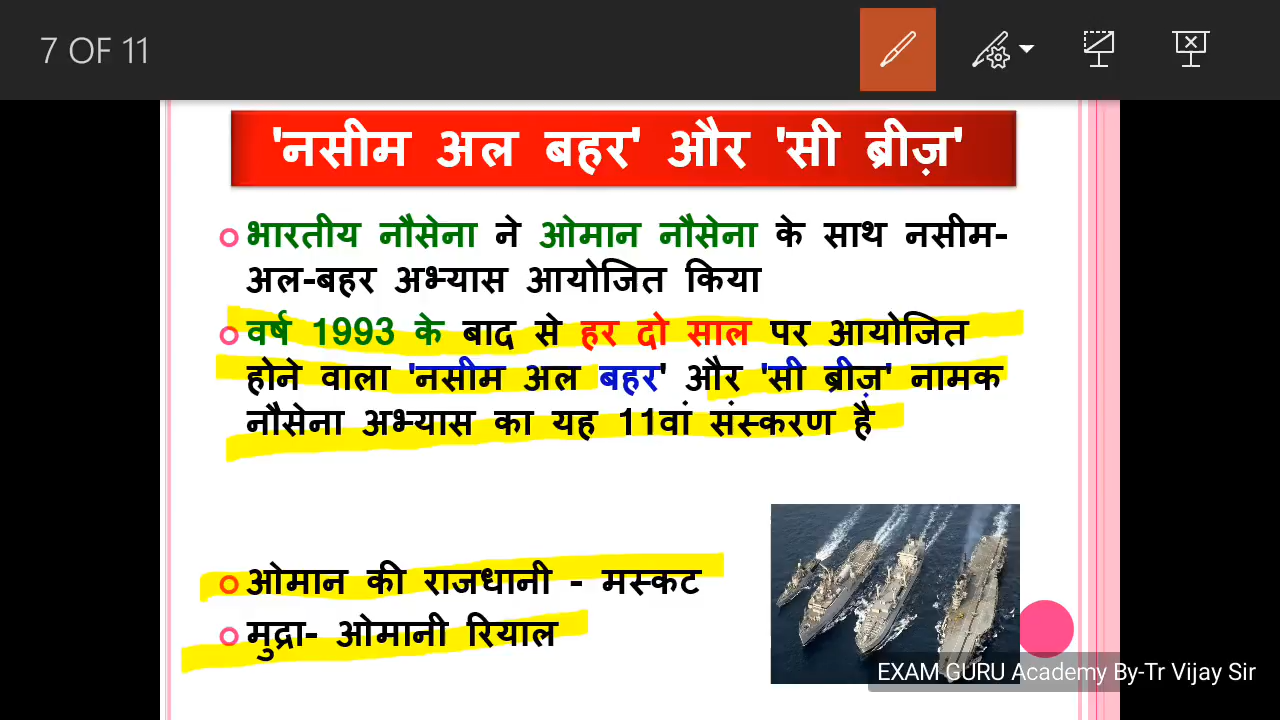 7 OF 11
'नसीम अल बहर' और 'सी ब्रीज़'
भारतीय नौसेना ने ओमान नौसेना के साथ नसीम-
अल-बहर अभ्यास आयोजित किया
वर्ष 1993 के बाद से हर दो साल पर आयोजित
होने वाला 'नसीम अल बहर' और 'सी ब्रीज़' नामक
नौसेना अभ्यास का यह 11वां संस्करण है
ओमान की राजधानी - मस्कट
मुद्रा- ओमानी रियाल
EXAM GURU Academy By-Tr Vijay Sir